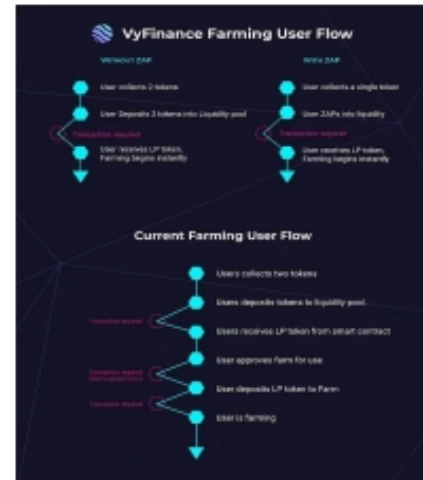 VyFinance Farming User Flow
WITHOUT ZAP
WITH ZAP
User collects 2 tokens
User Deposits 2 tokens into Liquidity pool
Transaction required
User receives LP token,
Farming begins instantly
User collects a single token
User ZAPs into liquidity
Transaction required
User receives LP token,
Farming begins instantly
Current Farming User Flow
Users collects two tokens
Users deposits tokens to liquidity pool.
Transaction required
Users receives LP token from smart contract
User approves farm for use
Transaction required
User deposits LP token to Farm
Transaction required
User is farming